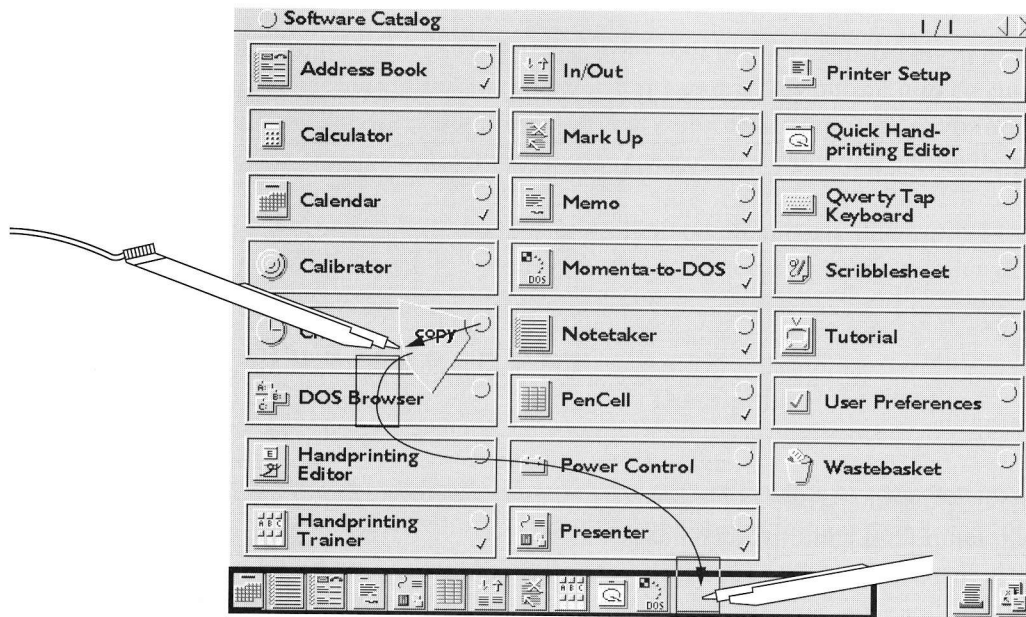 Software Catalog
1 / 1
Address Book
In/Out
Printer Setup
Calculator
Mark Up
Quick Hand-
printing Editor
Calendar
Memo
Qwerty Tap
Keyboard
Calibrator
Momenta-to-DOS
DOS
Scribblesheet
copy
Notetaker
Tutorial
A:
B:
C:
DOS Browser
PenCell
User Preferences
E
Handprinting
Editor
Power Control
Wastebasket
A B C
Handprinting
Trainer
Presenter
A B C
Q
DOS